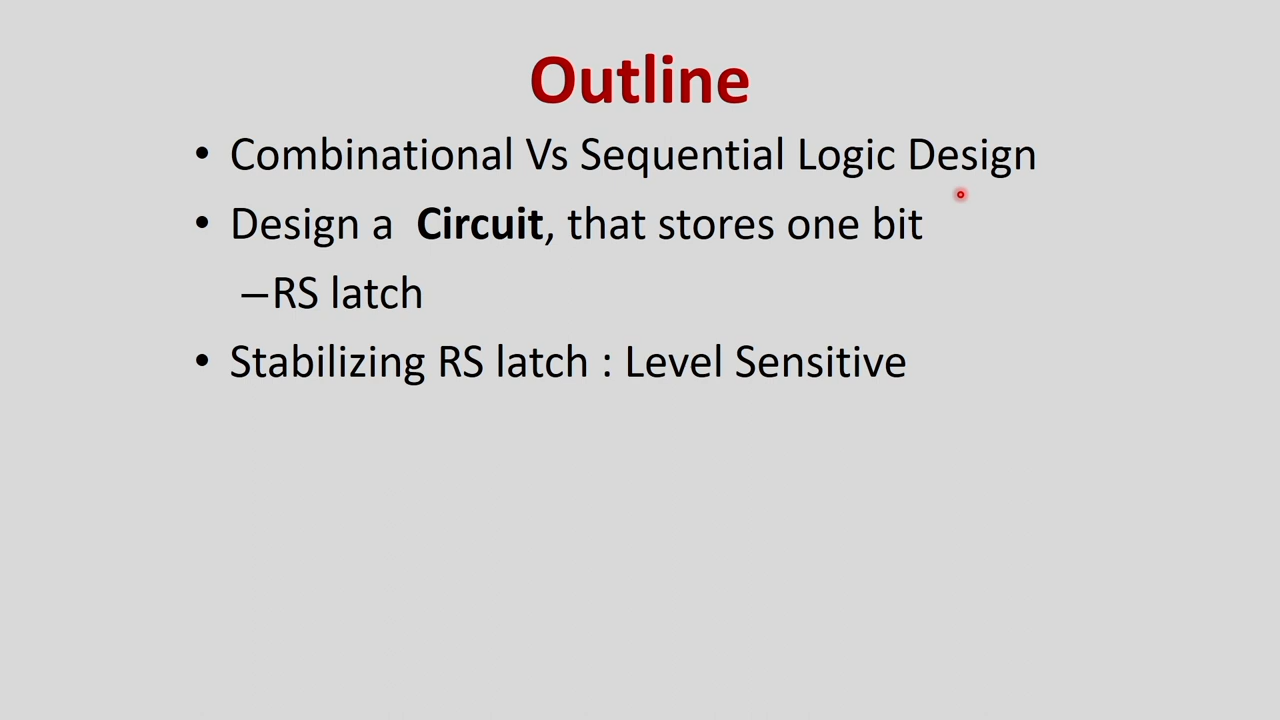 Outline
• Combinational Vs Sequential Logic Design
• Design a Circuit, that stores one bit
–RS latch
• Stabilizing RS latch : Level Sensitive